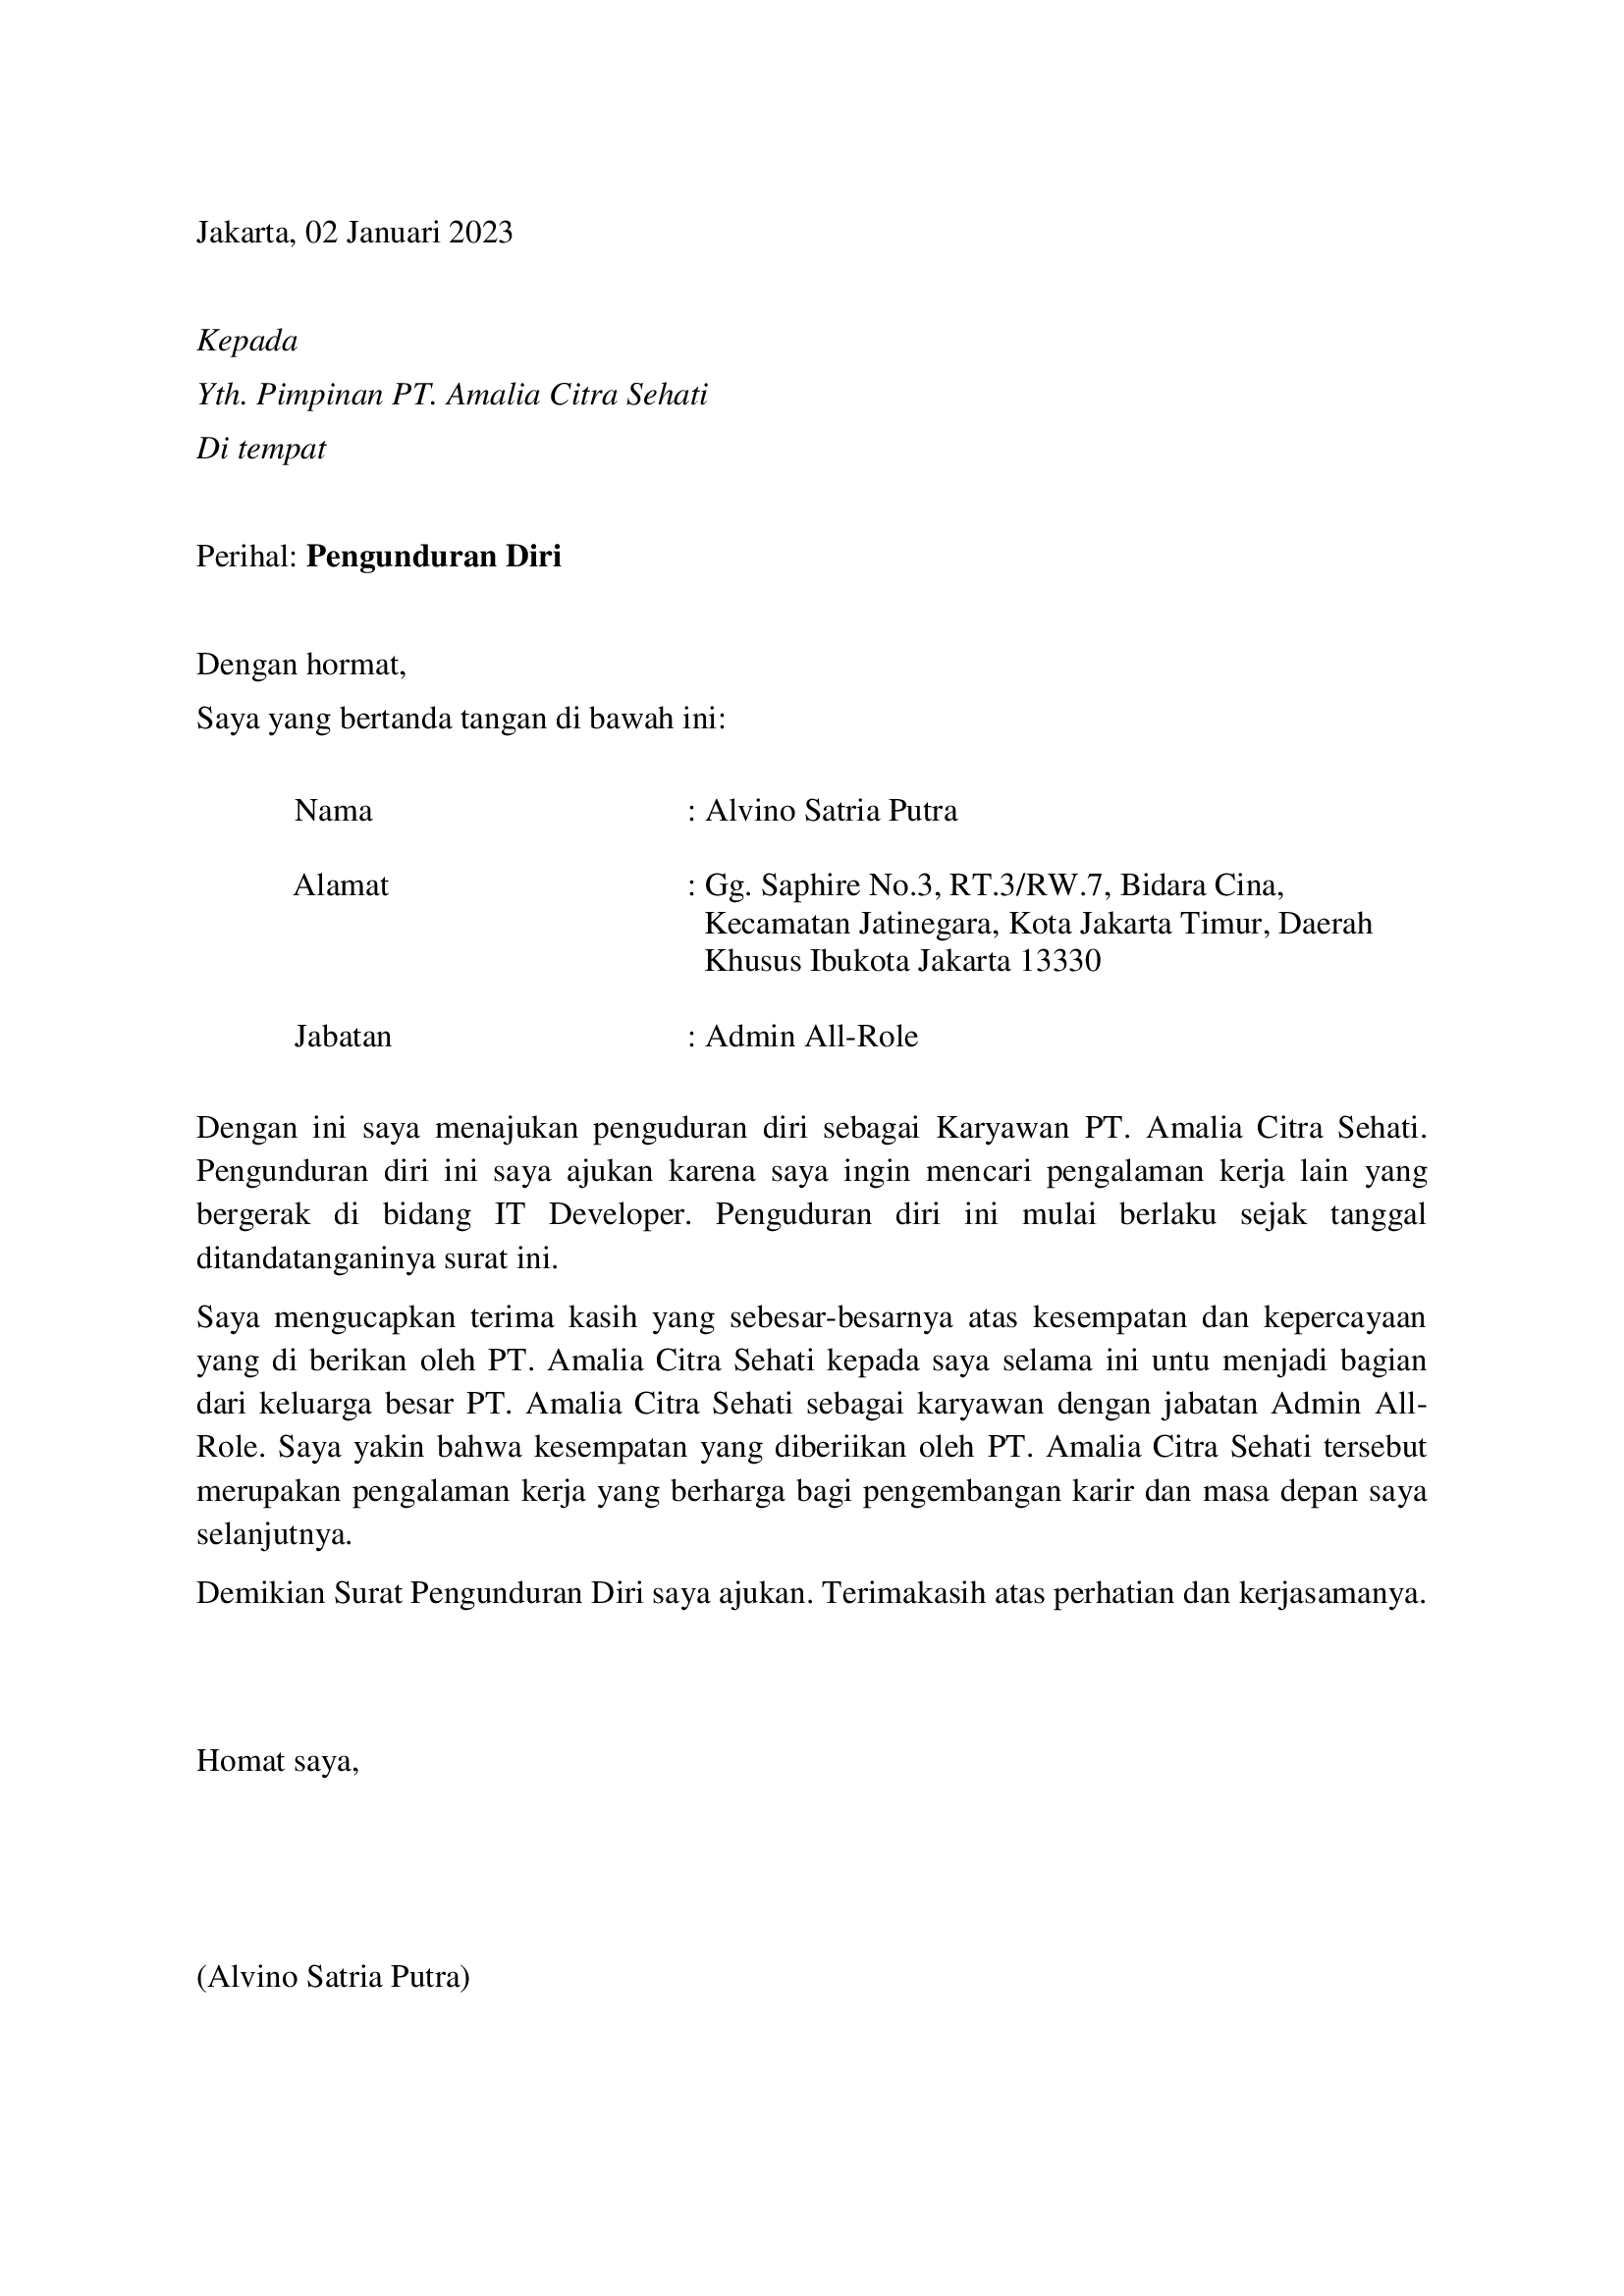 Jakarta, 02 Januari 2023
Kepada
Yth. Pimpinan PT. Amalia Citra Sehati
Di tempat
Perihal: Pengunduran Diri
Dengan hormat,
Saya yang bertanda tangan di bawah ini:
Nama : Alvino Satria Putra
Alamat : Gg. Saphire No.3, RT.3/RW.7, Bidara Cina,
Kecamatan Jatinegara, Kota Jakarta Timur, Daerah
Khusus Ibukota Jakarta 13330
Jabatan : Admin All-Role
Dengan ini saya menajukan penguduran diri sebagai Karyawan PT. Amalia Citra Sehati.
Pengunduran diri ini saya ajukan karena saya ingin mencari pengalaman kerja lain yang
bergerak di bidang IT Developer. Penguduran diri ini mulai berlaku sejak tanggal
ditandatanganinya surat ini.
Saya mengucapkan terima kasih yang sebesar-besarnya atas kesempatan dan kepercayaan
yang di berikan oleh PT. Amalia Citra Sehati kepada saya selama ini untu menjadi bagian
dari keluarga besar PT. Amalia Citra Sehati sebagai karyawan dengan jabatan Admin All-
Role. Saya yakin bahwa kesempatan yang diberiikan oleh PT. Amalia Citra Sehati tersebut
merupakan pengalaman kerja yang berharga bagi pengembangan karir dan masa depan saya
selanjutnya.
Demikian Surat Pengunduran Diri saya ajukan. Terimakasih atas perhatian dan kerjasamanya.
Homat saya,
(Alvino Satria Putra)